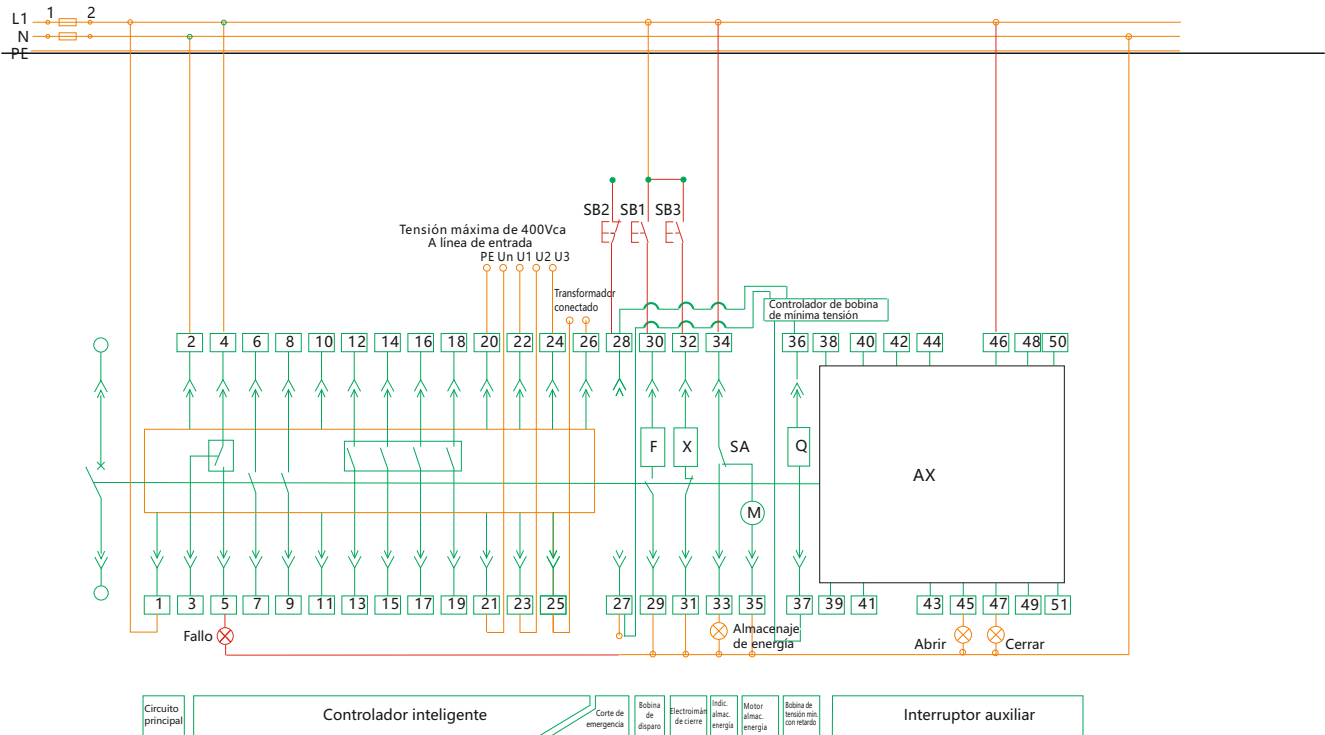 L1 1 2
N
PE
SB2 SB1 SB3
Tensión máxima de 400Vca
A línea de entrada
PE Un U1 U2 U3
Transformador
conectado
Controlador de bobina
de mínima tensión
2 4 6 8 10 12 14 16 18 20 22 24 26 28 30 32 34 36 38 40 42 44 46 48 50
F X SA Q
AX
M
1 3 5 7 9 11 13 15 17 19 21 23 25 27 29 31 33 35 37 39 41 43 45 47 49 51
Fallo
Almacenaje
de energía
Abrir
Cerrar
Circuito
principal
Controlador inteligente
Corte de
emergencia
Bobina
de
disparo
Electroimán
de cierre
Indic.
almac.
energía
Motor
almac.
energía
Bobina de
tensión mín.
con retardo
Interruptor auxiliar